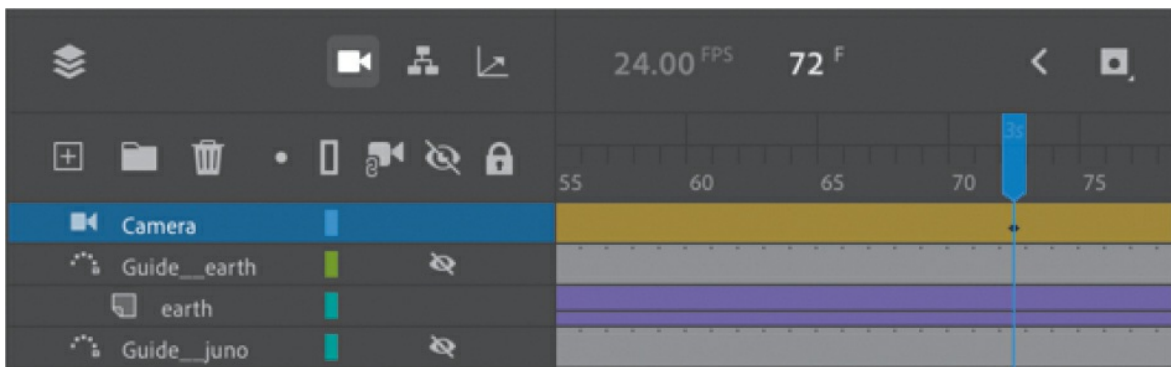 24.00 FPS 72 F
3s
55 60 65 70 75
Camera
Guide__earth
earth
Guide__juno